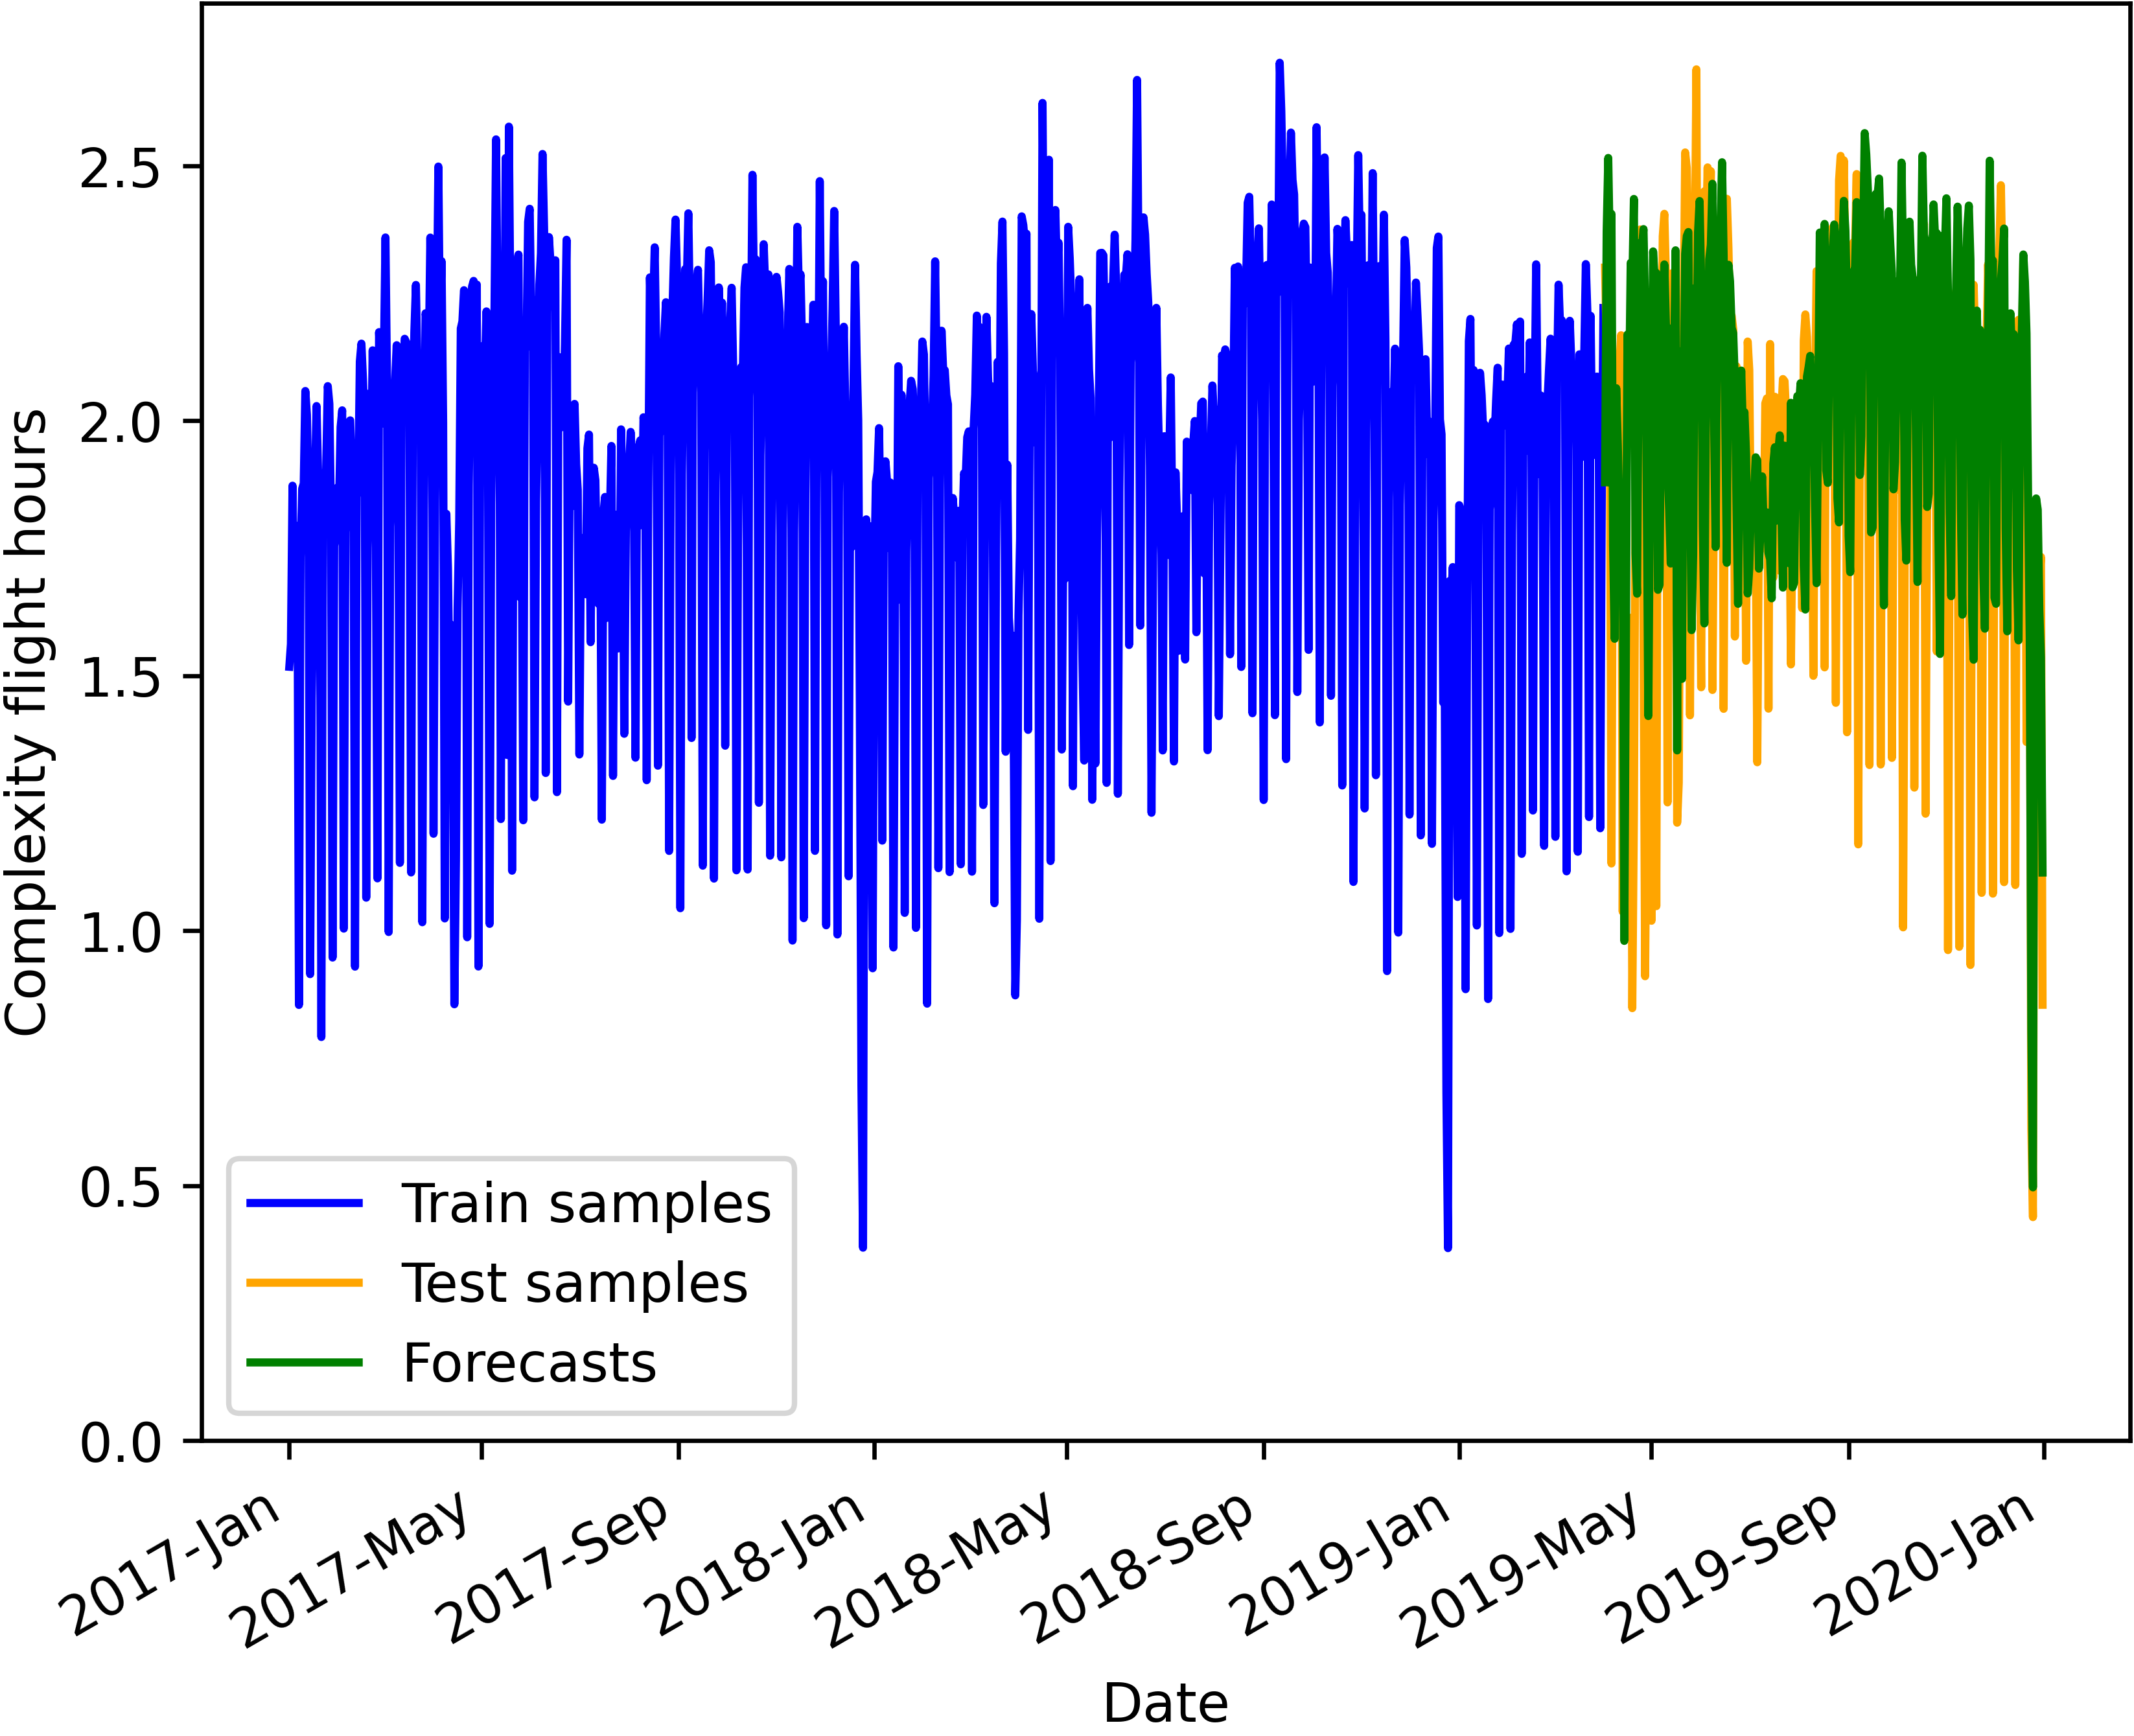 Complexity flight hours
2.5
2.0
1.5
1.0
0.5
0.0
Train samples
Test samples
Forecasts
2017-Jan
2017-May
2017-Sep
2018-Jan
2018-May
2018-Sep
2019-Jan
2019-May
2019-Sep
2020-Jan
Date